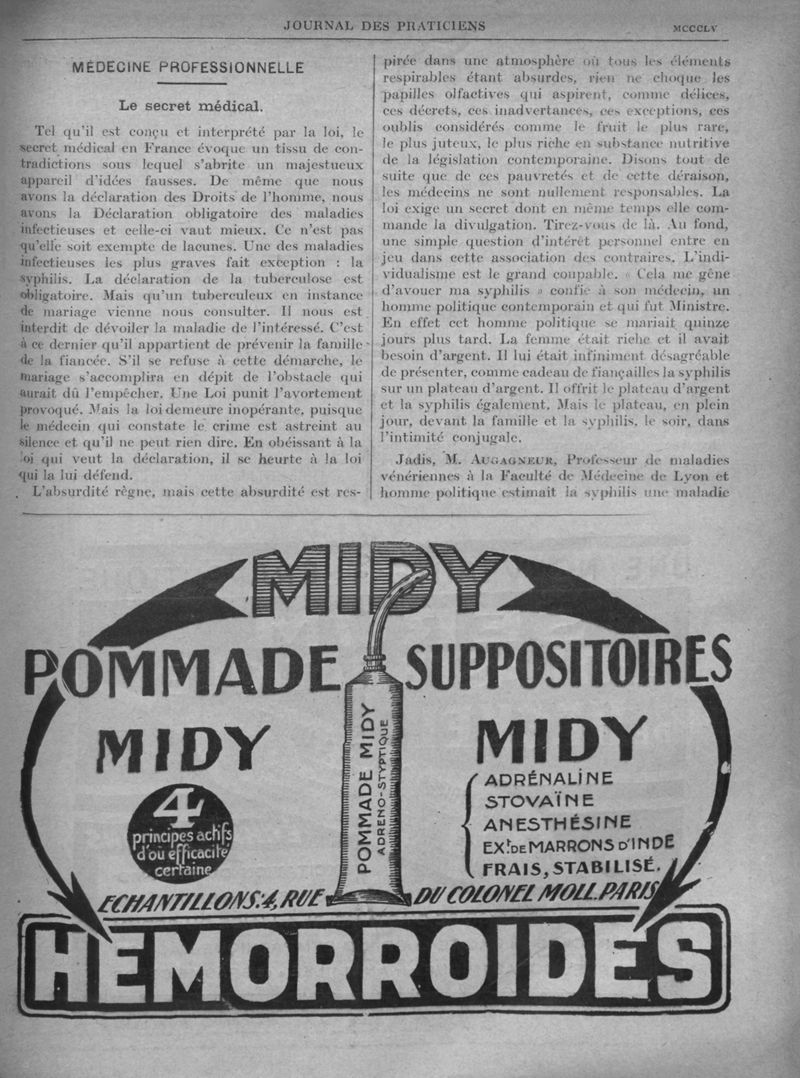 JOURNAL DES PRATICIENS
MCCCLV
MÉDECINE PROFESSIONNELLE
Le secret médical.
Tel qu'il est conçu et interprété par la loi, le
secret médical en France évoque un tissu de con-
tradictions sous lequel s'abrite un majestueux
appareil d'idées fausses. De même que nous
avons la déclaration des Droits de l'homme, nous
avons la Déclaration obligatoire des maladies
infectieuses et celle-ci vaut mieux. Ce n'est pas
qu'elle soit exempte de lacunes. Une des maladies
infectieuses les plus graves fait exception : la
syphilis. La déclaration de la tuberculose est
obligatoire. Mais qu'un tuberculeux en instance
de mariage vienne nous consulter. Il nous est
interdit de dévoiler la maladie de l'intéressé. C'est
à ce dernier qu'il appartient de prévenir la famille
de la fiancée. S'il se refuse à cette démarche, le
mariage s'accomplira en dépit de l'obstacle qui
aurait dû l'empêcher. Une Loi punit l'avortement
provoqué. Mais la loi demeure inopérante, puisque
le médecin qui constate le crime est astreint au
silence et qu'il ne peut rien dire. En obéissant à la
loi qui veut la déclaration, il se heurte à la loi
qui la lui défend.
L'absurdité règne, mais cette absurdité est res-
pirée dans une atmosphère où tous les éléments
respirables étant absurdes, rien ne choque les
papilles olfactives qui aspirent, comme délices,
ces décrets, ces inadvertances, ces exceptions, ces
oublis considérés comme le fruit le plus rare,
le plus juteux, le plus riche en substance nutritive
de la législation contemporaine. Disons tout de
suite que de ces pauvretés et de cette déraison,
les médecins ne sont nullement responsables. La
loi exige un secret dont en même temps elle com-
mande la divulgation. Tirez-vous de là. Au fond,
une simple question d'intérêt personnel entre en
jeu dans cette association des contraires. L'indi-
vidualisme est le grand coupable. « Cela me gêne
d'avouer ma syphilis » confie à son médecin, un
homme politique contemporain et qui fut Ministre.
En effet cet homme politique se mariait quinze
jours plus tard. La femme était riche et il avait
besoin d'argent. Il lui était infiniment désagréable
de présenter, comme cadeau de fiançailles la syphilis
sur un plateau d'argent. Il offrit le plateau d'argent
et la syphilis également. Mais le plateau, en plein
jour, devant la famille et la syphilis, le soir, dans
l'intimité conjugale.
Jadis, M. AUGAGNEUR, Professeur de maladies
vénériennes à la Faculté de Médecine de Lyon et
homme politique estimait la syphilis une maladie
MIDY
POMMADE SUPPOSITOIRES
MIDY
4
principes actifs
d'où efficacité
certaine
POMMADE MIDY
ADRENO-STYPTIQUE
POMMADE MIDY
MIDY
ADRÉNALINE
STOVAÏNE
ANESTHÉSINE
EXt DE MARRONS D'INDE
FRAIS, STABILISÉ.
ECHANTILLONS: 4, RUE DU COLONEL MOLL. PARIS
HÉMORROIDES